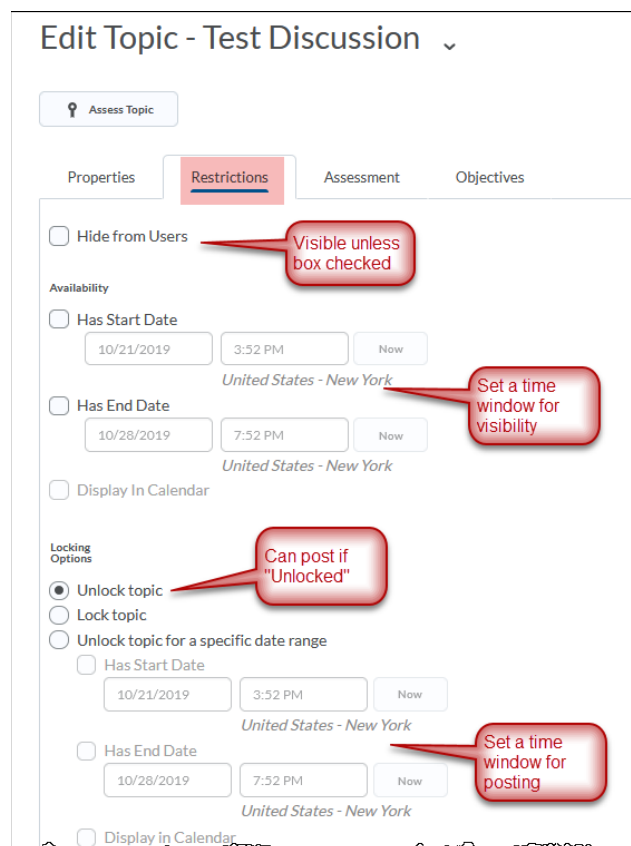 Edit Topic - Test Discussion
Assess Topic
Properties Restrictions Assessment Objectives
Hide from Users
Visible unless
box checked
Availability
Has Start Date
10/21/2019 3:52 PM Now
United States - New York
Set a time
window for
visibility
Has End Date
10/28/2019 7:52 PM Now
United States - New York
Display In Calendar
Locking
Options
Can post if
"Unlocked"
Unlock topic
Lock topic
Unlock topic for a specific date range
Has Start Date
10/21/2019 3:52 PM Now
United States - New York
Set a time
window for
posting
Has End Date
10/28/2019 7:52 PM Now
United States - New York
Display in Calendar